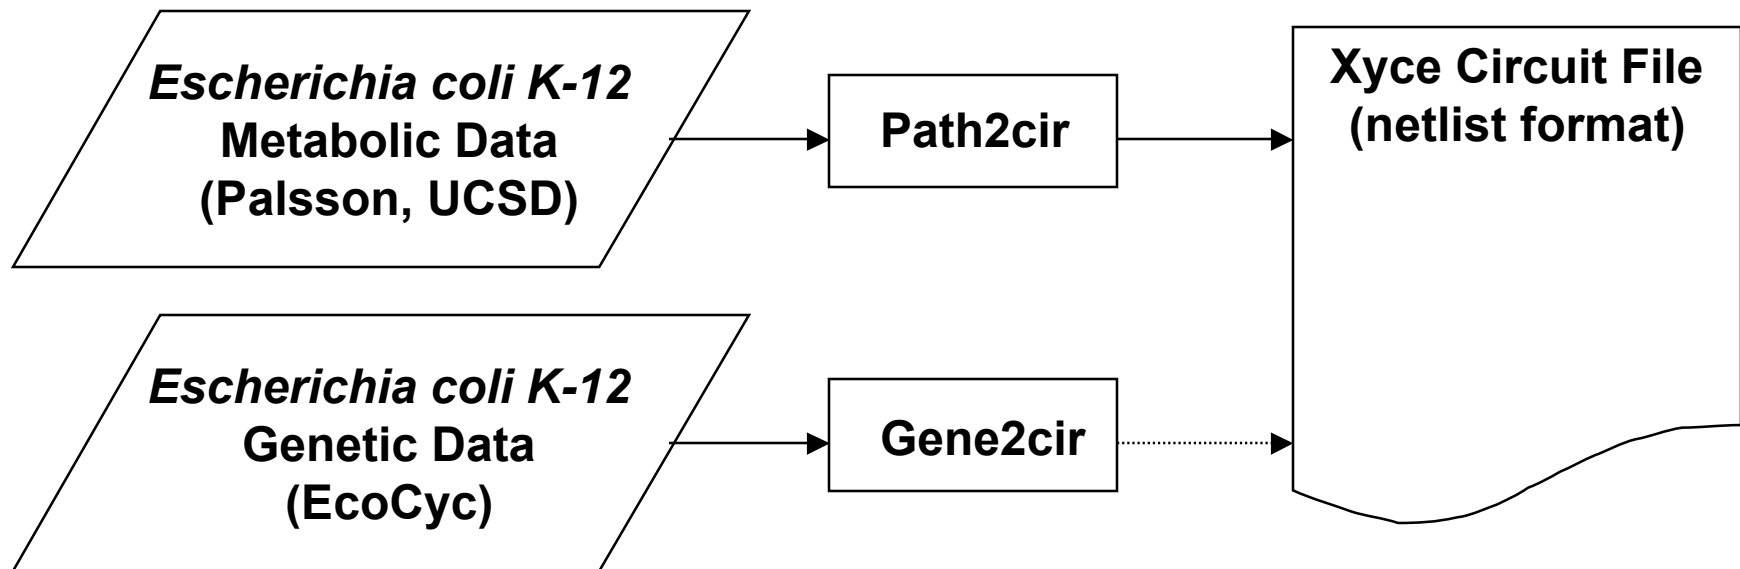 Escherichia coli K-12
Metabolic Data
(Palsson, UCSD)
Path2cir
Xyce Circuit File
(netlist format)
Escherichia coli K-12
Genetic Data
(EcoCyc)
Gene2cir